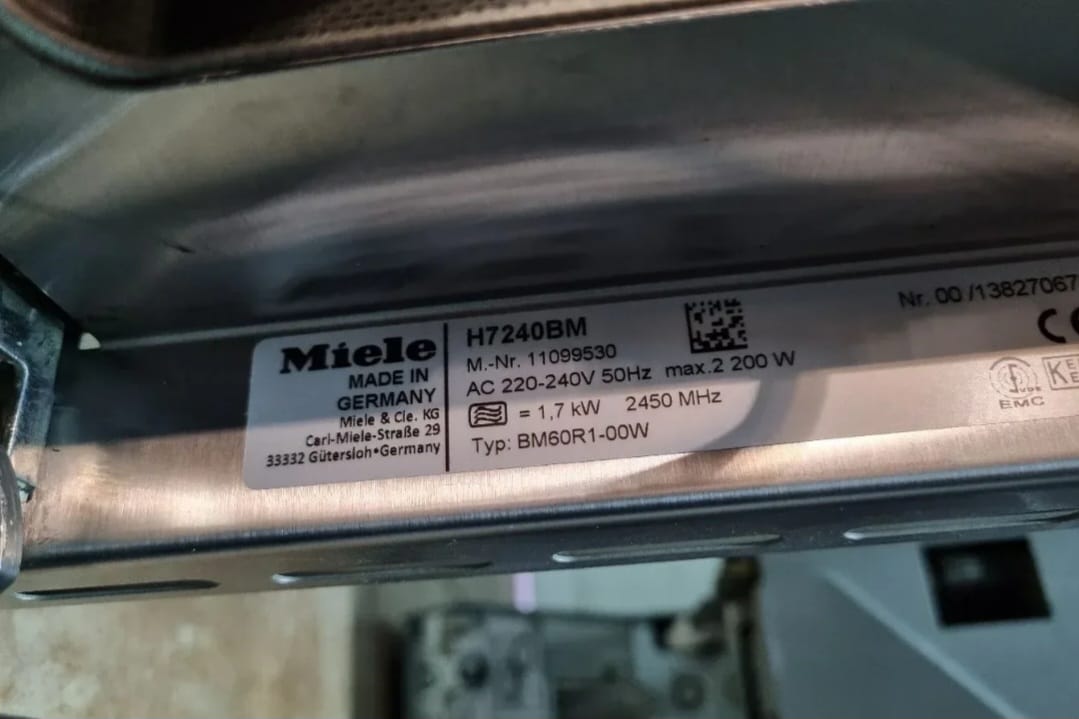 Miele
MADE IN
GERMANY
Miele & Cie. KG
Carl-Miele-Straße 29
33332 Gütersloh•Germany
H7240BM
M.-Nr. 11099530
AC 220-240V 50Hz max.2 200 W
= 1,7 kW 2450 MHz
Typ: BM60R1-00W
Nr. 00 /13827067
CE
VDE
EMC